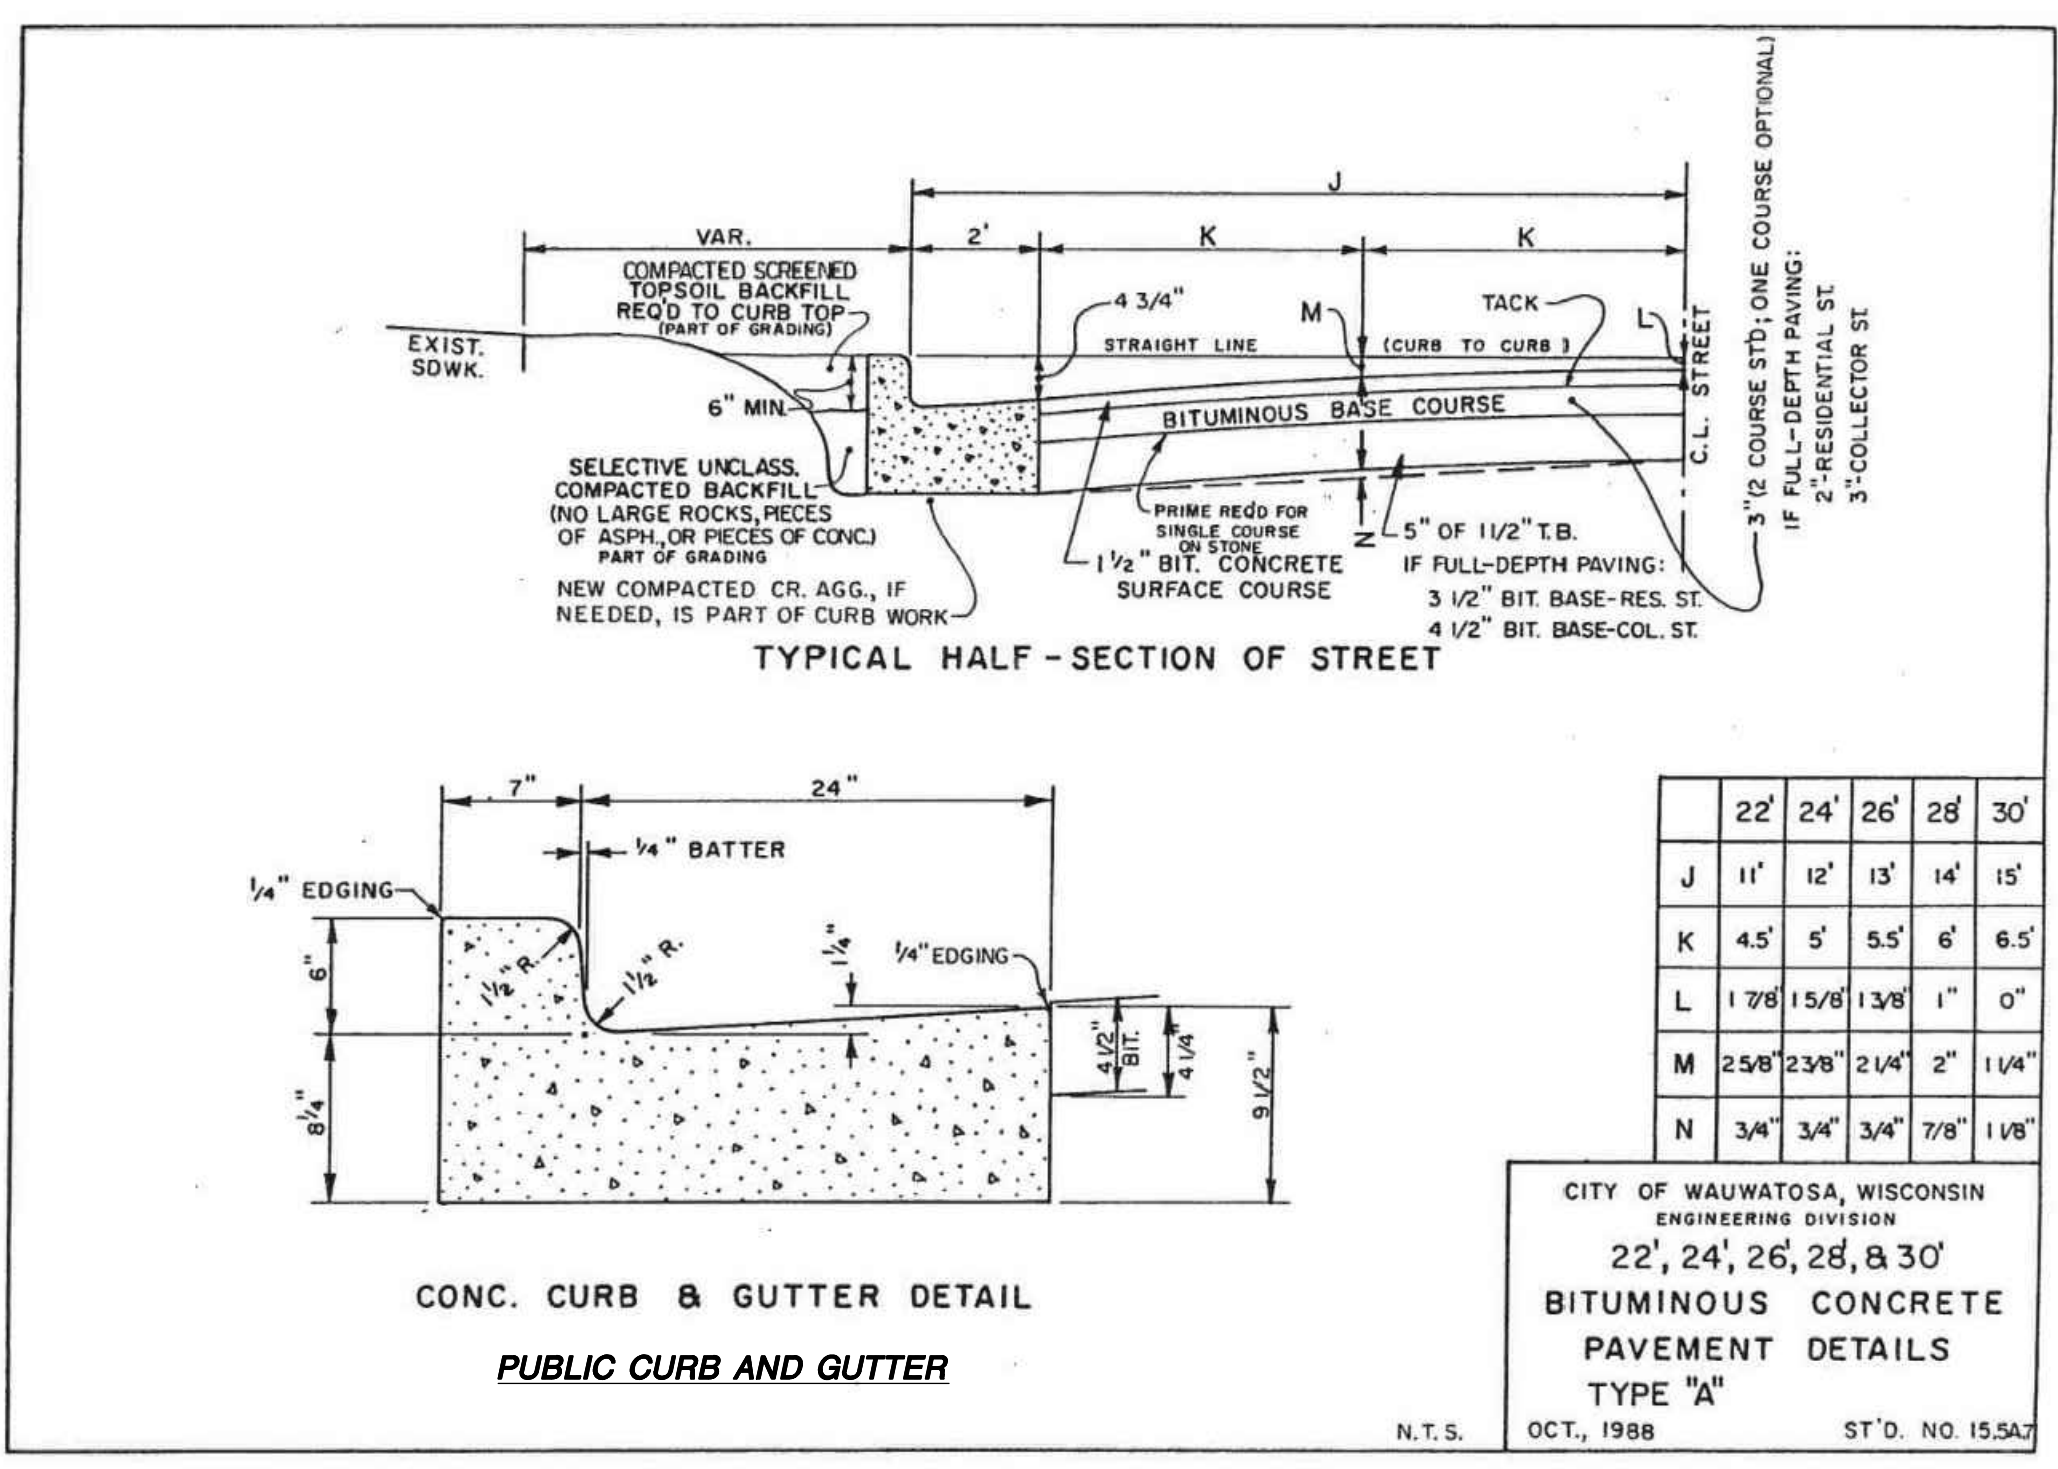 J
VAR.
2'
K
K
COMPACTED SCREENED
TOPSOIL BACKFILL
REQ'D TO CURB TOP
(PART OF GRADING)
4 3/4"
M
TACK
L
EXIST.
SDWK.
STRAIGHT LINE (CURB TO CURB)
6" MIN.
BITUMINOUS BASE COURSE
C.L. STREET
3" (2 COURSE STD; ONE COURSE OPTIONAL)
IF FULL-DEPTH PAVING:
2"-RESIDENTIAL ST.
3"-COLLECTOR ST.
SELECTIVE UNCLASS.
COMPACTED BACKFILL
(NO LARGE ROCKS, PIECES
OF ASPH., OR PIECES OF CONC.)
PART OF GRADING
NEW COMPACTED CR. AGG., IF
NEEDED, IS PART OF CURB WORK
PRIME REQ'D FOR
SINGLE COURSE
ON STONE
1 1/2" BIT. CONCRETE
SURFACE COURSE
N
5" OF 1 1/2" T.B.
IF FULL-DEPTH PAVING:
3 1/2" BIT. BASE-RES. ST.
4 1/2" BIT. BASE-COL. ST.
TYPICAL HALF-SECTION OF STREET
7"
24"
1/4" BATTER
1/4" EDGING
6"
1 1/2" R.
1 1/2" R.
1 1/4"
1/4" EDGING
8 1/4"
4 1/2"
BIT.
4 1/4"
9 1/2"
CONC. CURB & GUTTER DETAIL
PUBLIC CURB AND GUTTER
22' 24' 26' 28' 30'
J 11' 12' 13' 14' 15'
K 4.5' 5' 5.5' 6' 6.5'
L 1 7/8" 1 5/8" 1 3/8" 1" 0"
M 2 5/8" 2 3/8" 2 1/4" 2" 1 1/4"
N 3/4" 3/4" 3/4" 7/8" 1 1/8"
CITY OF WAUWATOSA, WISCONSIN
ENGINEERING DIVISION
22', 24', 26', 28', & 30'
BITUMINOUS CONCRETE
PAVEMENT DETAILS
TYPE "A"
N.T.S.
OCT., 1988 ST'D. NO. 15.5A.7